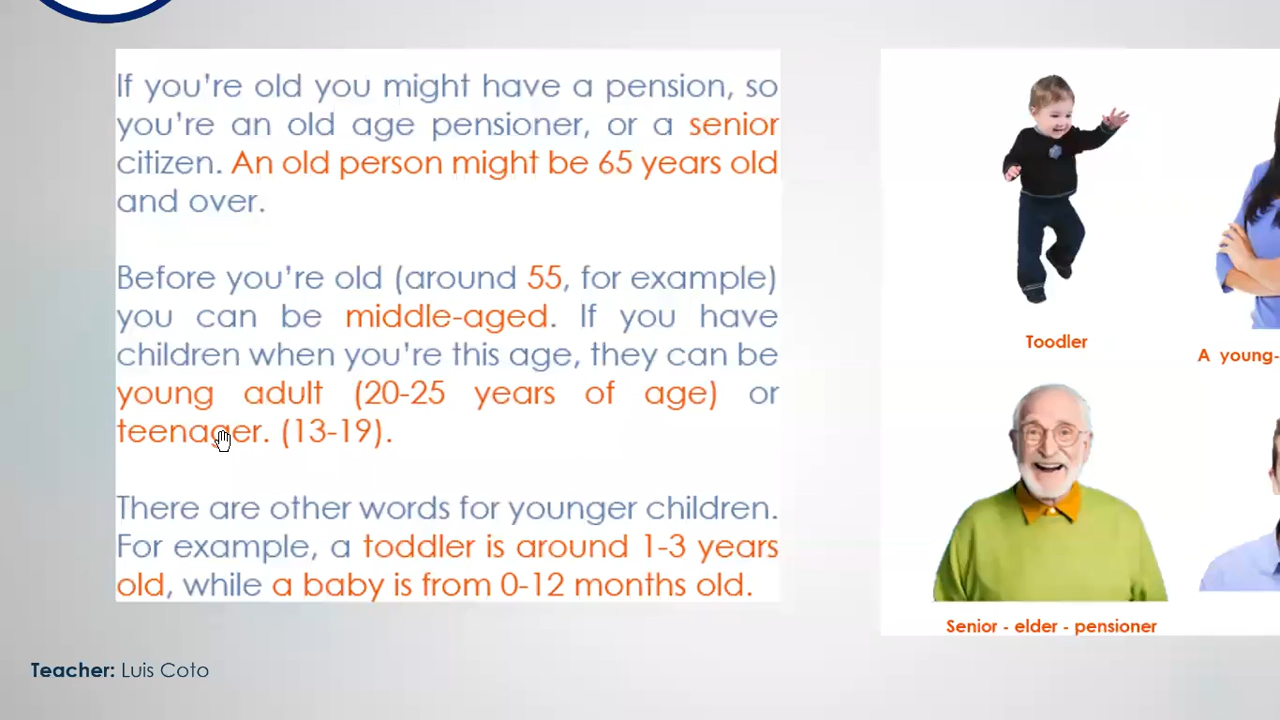 If you're old you might have a pension, so
you're an old age pensioner, or a senior
citizen. An old person might be 65 years old
and over.
Before you're old (around 55, for example)
you can be middle-aged. If you have
children when you're this age, they can be
young adult (20-25 years of age) or
teenager. (13-19).
There are other words for younger children.
For example, a toddler is around 1-3 years
old, while a baby is from 0-12 months old.
Toodler
A young-
Senior - elder - pensioner
Teacher: Luis Coto